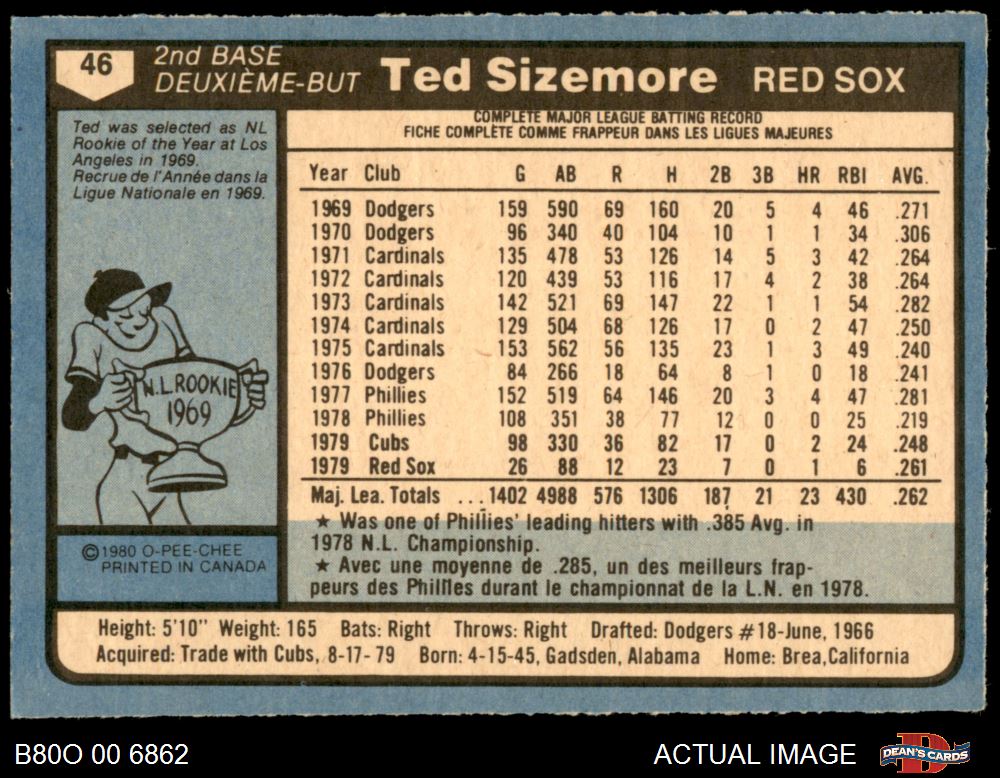 46
2nd BASE
DEUXIÈME-BUT
Ted Sizemore
RED SOX
Ted was selected as NL
Rookie of the Year at Los
Angeles in 1969.
Recrue de l'Année dans la
Ligue Nationale en 1969.
N.L. ROOKIE
1969
©1980 O-PEE-CHEE
PRINTED IN CANADA
COMPLETE MAJOR LEAGUE BATTING RECORD
FICHE COMPLÈTE COMME FRAPPEUR DANS LES LIGUES MAJEURES
Year Club G AB R H 2B 3B HR RBI AVG.
1969 Dodgers 159 590 69 160 20 5 4 46 .271
1970 Dodgers 96 340 40 104 10 1 1 34 .306
1971 Cardinals 135 478 53 126 14 5 3 42 .264
1972 Cardinals 120 439 53 116 17 4 2 38 .264
1973 Cardinals 142 521 69 147 22 1 1 54 .282
1974 Cardinals 129 504 68 126 17 0 2 47 .250
1975 Cardinals 153 562 56 135 23 1 3 49 .240
1976 Dodgers 84 266 18 64 8 1 0 18 .241
1977 Phillies 152 519 64 146 20 3 4 47 .281
1978 Phillies 108 351 38 77 12 0 0 25 .219
1979 Cubs 98 330 36 82 17 0 2 24 .248
1979 Red Sox 26 88 12 23 7 0 1 6 .261
Maj. Lea. Totals ...1402 4988 576 1306 187 21 23 430 .262
★ Was one of Phillies' leading hitters with .385 Avg. in
1978 N.L. Championship.
★ Avec une moyenne de .285, un des meilleurs frap-
peurs des Phillies durant le championnat de la L.N. en 1978.
Height: 5'10" Weight: 165 Bats: Right Throws: Right Drafted: Dodgers #18-June, 1966
Acquired: Trade with Cubs, 8-17-79 Born: 4-15-45, Gadsden, Alabama Home: Brea, California
B80O 00 6862
ACTUAL IMAGE
DEAN'S CARDS